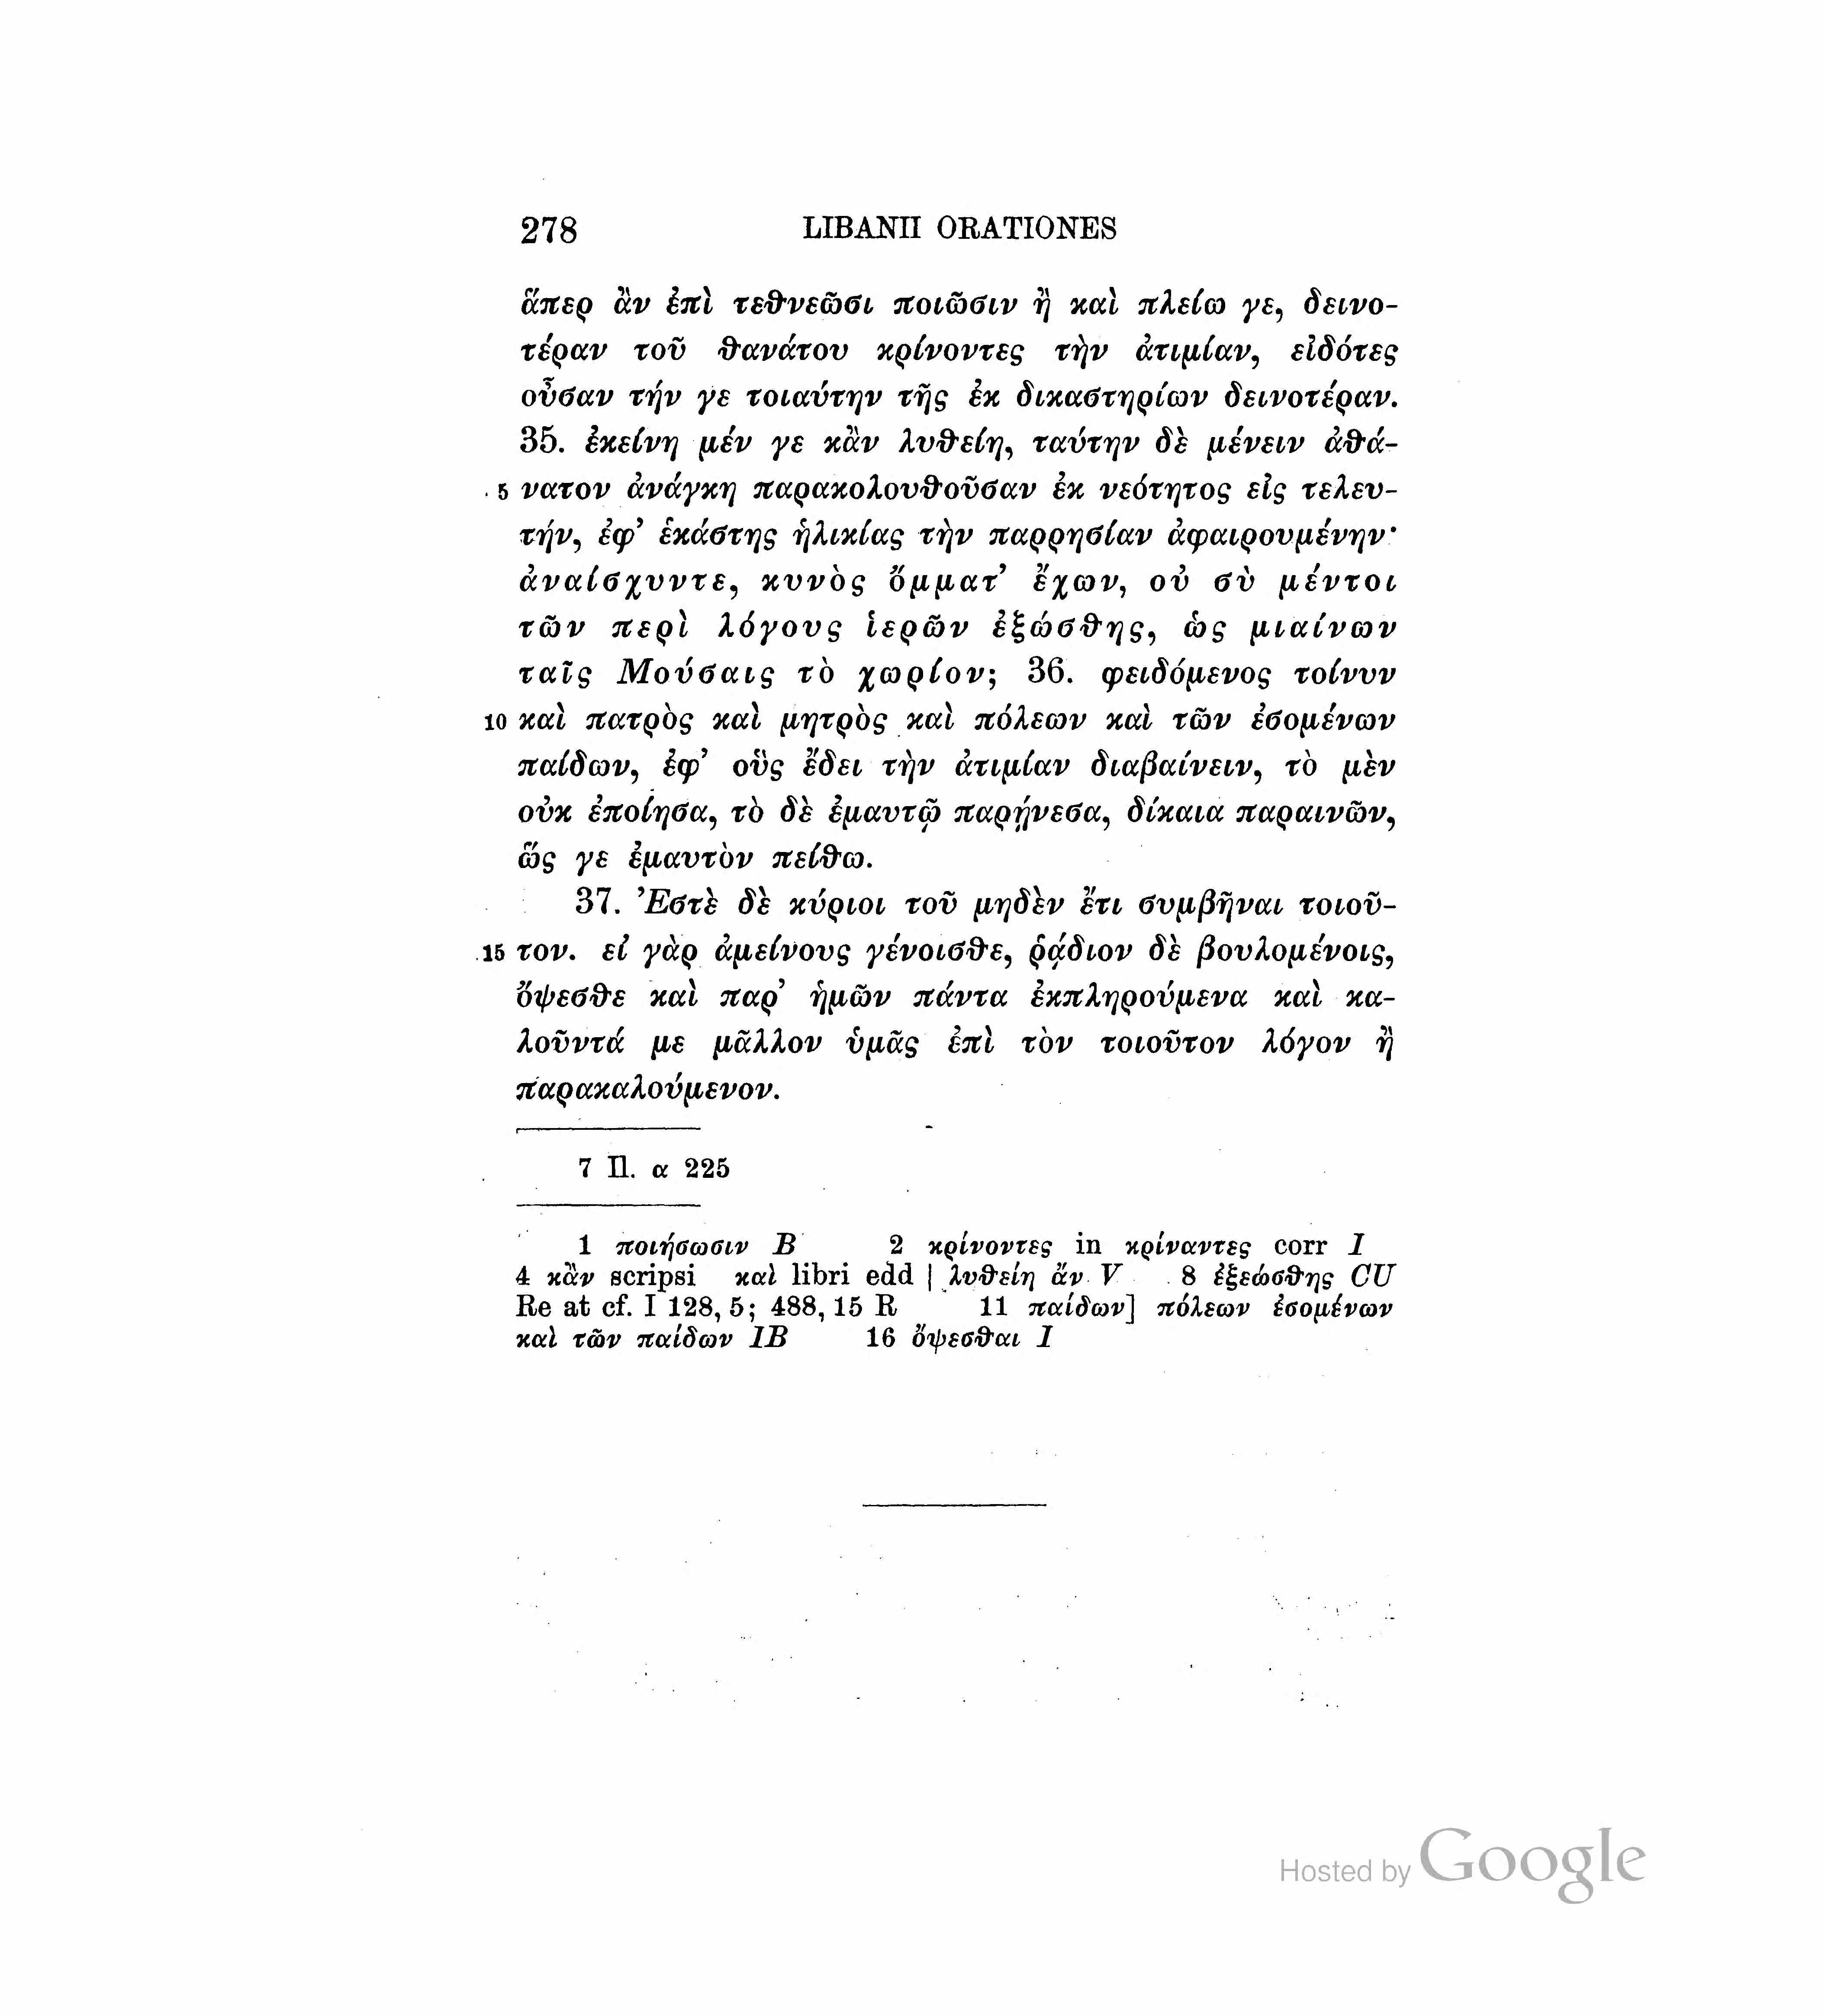 278 LIBANII ORATIONES
ἅπερ ἂν ἐπὶ τεθνεῶσι ποιῶσιν ἢ καὶ πλείω γε, δεινο-
τέραν τοῦ θανάτου κρίνοντες τὴν ἀτιμίαν, εἰδότες
οὖσαν τήν γε τοιαύτην τῆς ἐκ δικαστηρίων δεινοτέραν.
35. ἐκείνη μέν γε κἂν λυθείη, ταύτην δὲ μένειν ἀθά-
5 νατον ἀνάγκη παρακολουθοῦσαν ἐκ νεότητος εἰς τελευ-
τήν, ἐφ’ ἑκάστης ἡλικίας τὴν παρρησίαν ἀφαιρουμένην·
ἀναίσχυντε, κυνὸς ὄμματ’ ἔχων, οὐ σὺ μέντοι
τῶν περὶ λόγους ἱερῶν ἐξώσθης, ὡς μιαίνων
ταῖς Μούσαις τὸ χωρίον; 36. φειδόμενος τοίνυν
10 καὶ πατρὸς καὶ μητρὸς καὶ πόλεων καὶ τῶν ἐσομένων
παίδων, ἐφ’ οὓς ἔδει τὴν ἀτιμίαν διαβαίνειν, τὸ μὲν
οὐκ ἐποίησα, τὸ δὲ ἐμαυτῷ παρῄνεσα, δίκαια παραινῶν,
ὥς γε ἐμαυτὸν πείθω.
37. Ἐστὲ δὲ κύριοι τοῦ μηδὲν ἔτι συμβῆναι τοιοῦ-
15 τον. εἰ γὰρ ἀμείνους γένοισθε, ῥᾴδιον δὲ βουλομένοις,
ὄψεσθε καὶ παρ’ ἡμῶν πάντα ἐκπληρούμενα καὶ κα-
λοῦντά με μᾶλλον ὑμᾶς ἐπὶ τὸν τοιοῦτον λόγον ἢ
παρακαλούμενον.
7 Il. α 225
1 ποιήσωσιν B 2 κρίνοντες in κρίναντες corr I
4 κἂν scripsi καὶ libri edd | λυθείη ἄν V 8 ἐξεώσθης CU
Re at cf. I 128, 5; 488, 15 R 11 παίδων] πόλεων ἐσομένων
καὶ τῶν παίδων IB 16 ὄψεσθαι I
Hosted by Google